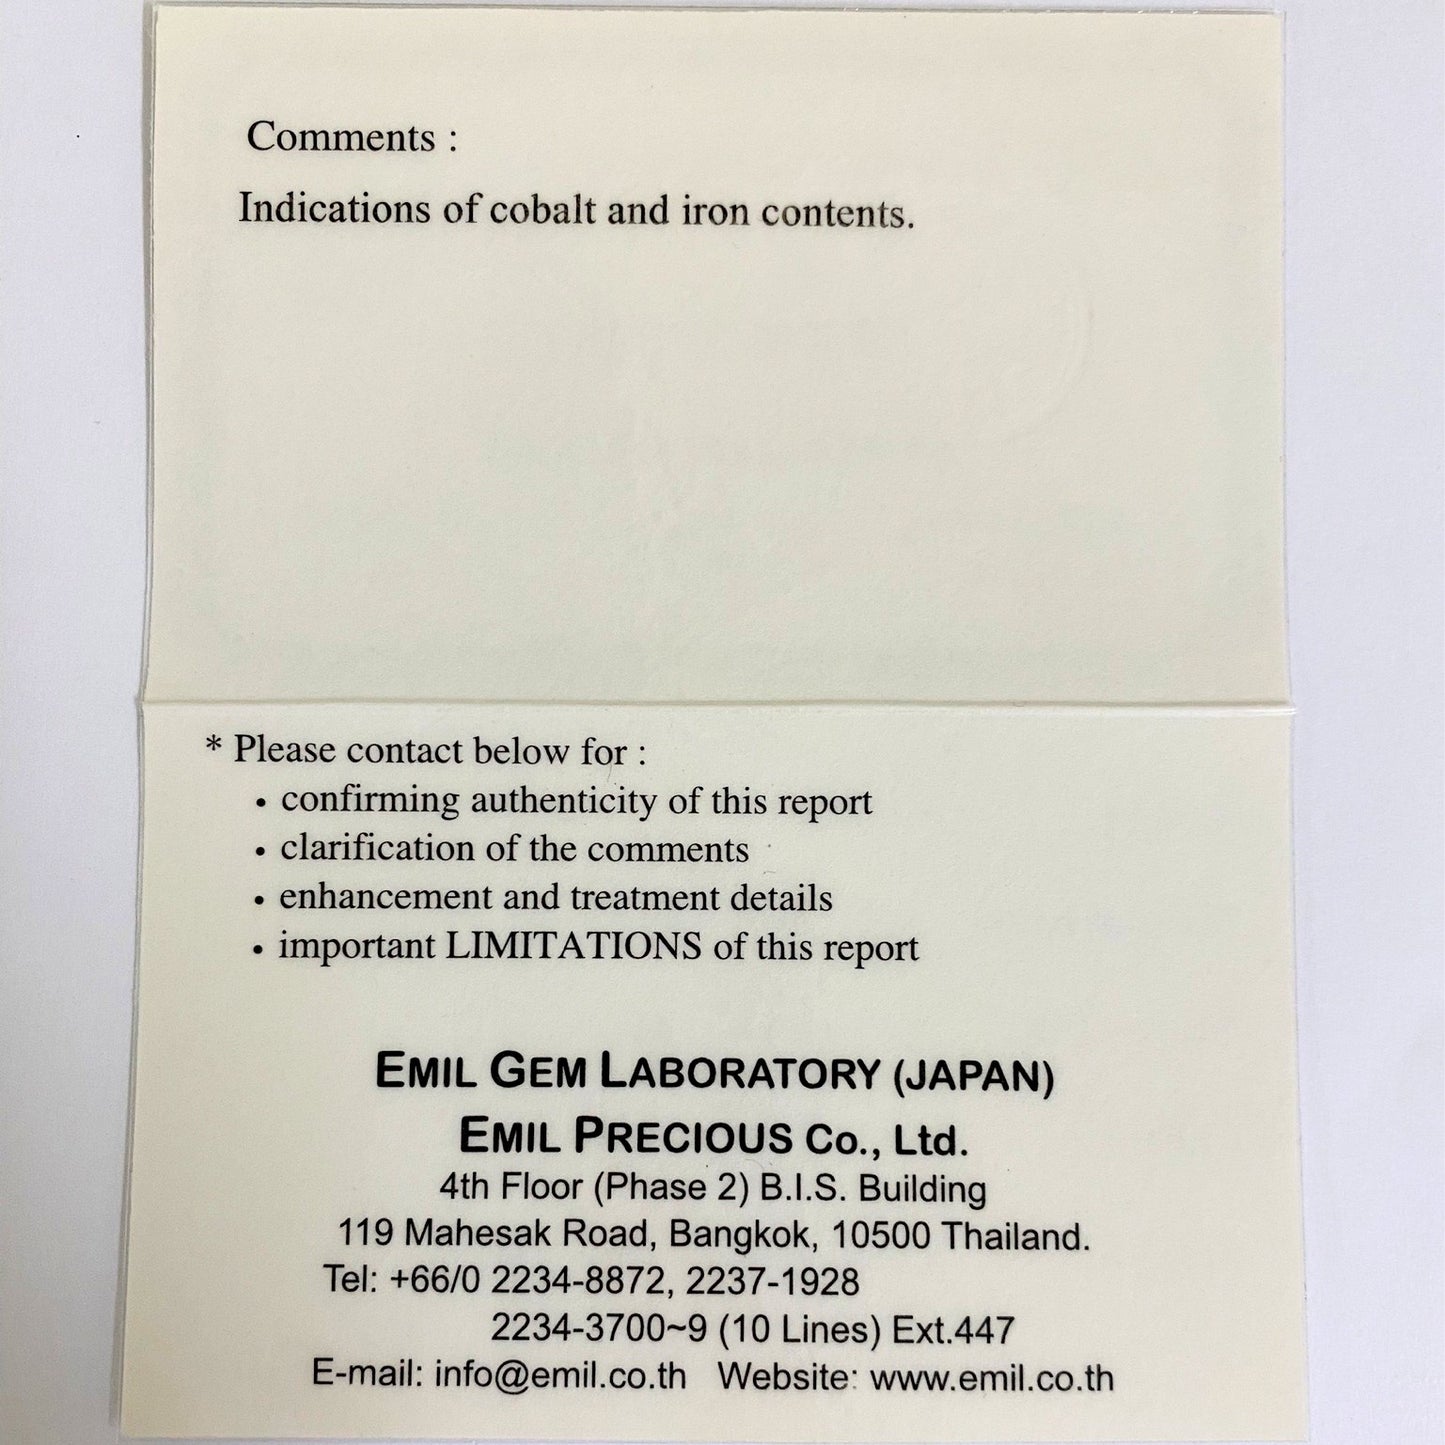 Comments :
Indications of cobalt and iron contents.
* Please contact below for :
• confirming authenticity of this report
• clarification of the comments
• enhancement and treatment details
• important LIMITATIONS of this report
EMIL GEM LABORATORY (JAPAN)
EMIL PRECIOUS Co., Ltd.
4th Floor (Phase 2) B.I.S. Building
119 Mahesak Road, Bangkok, 10500 Thailand.
Tel: +66/0 2234-8872, 2237-1928
2234-3700~9 (10 Lines) Ext.447
E-mail: info@emil.co.th Website: www.emil.co.th